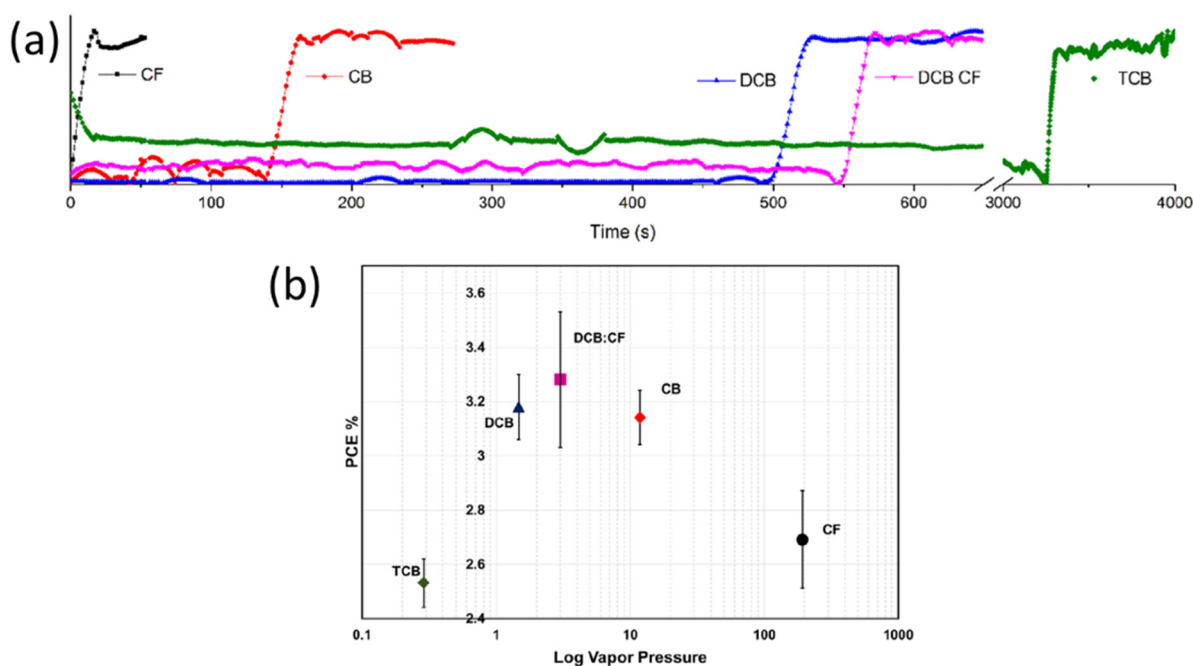 (a)
CF
CB
DCB
DCB CF
TCB
0
100
200
300
400
500
600
3000
4000
Time (s)
(b)
3.6
3.4
3.2
3
2.8
2.6
2.4
PCE %
DCB:CF
DCB
CB
CF
TCB
0.1
1
10
100
1000
Log Vapor Pressure